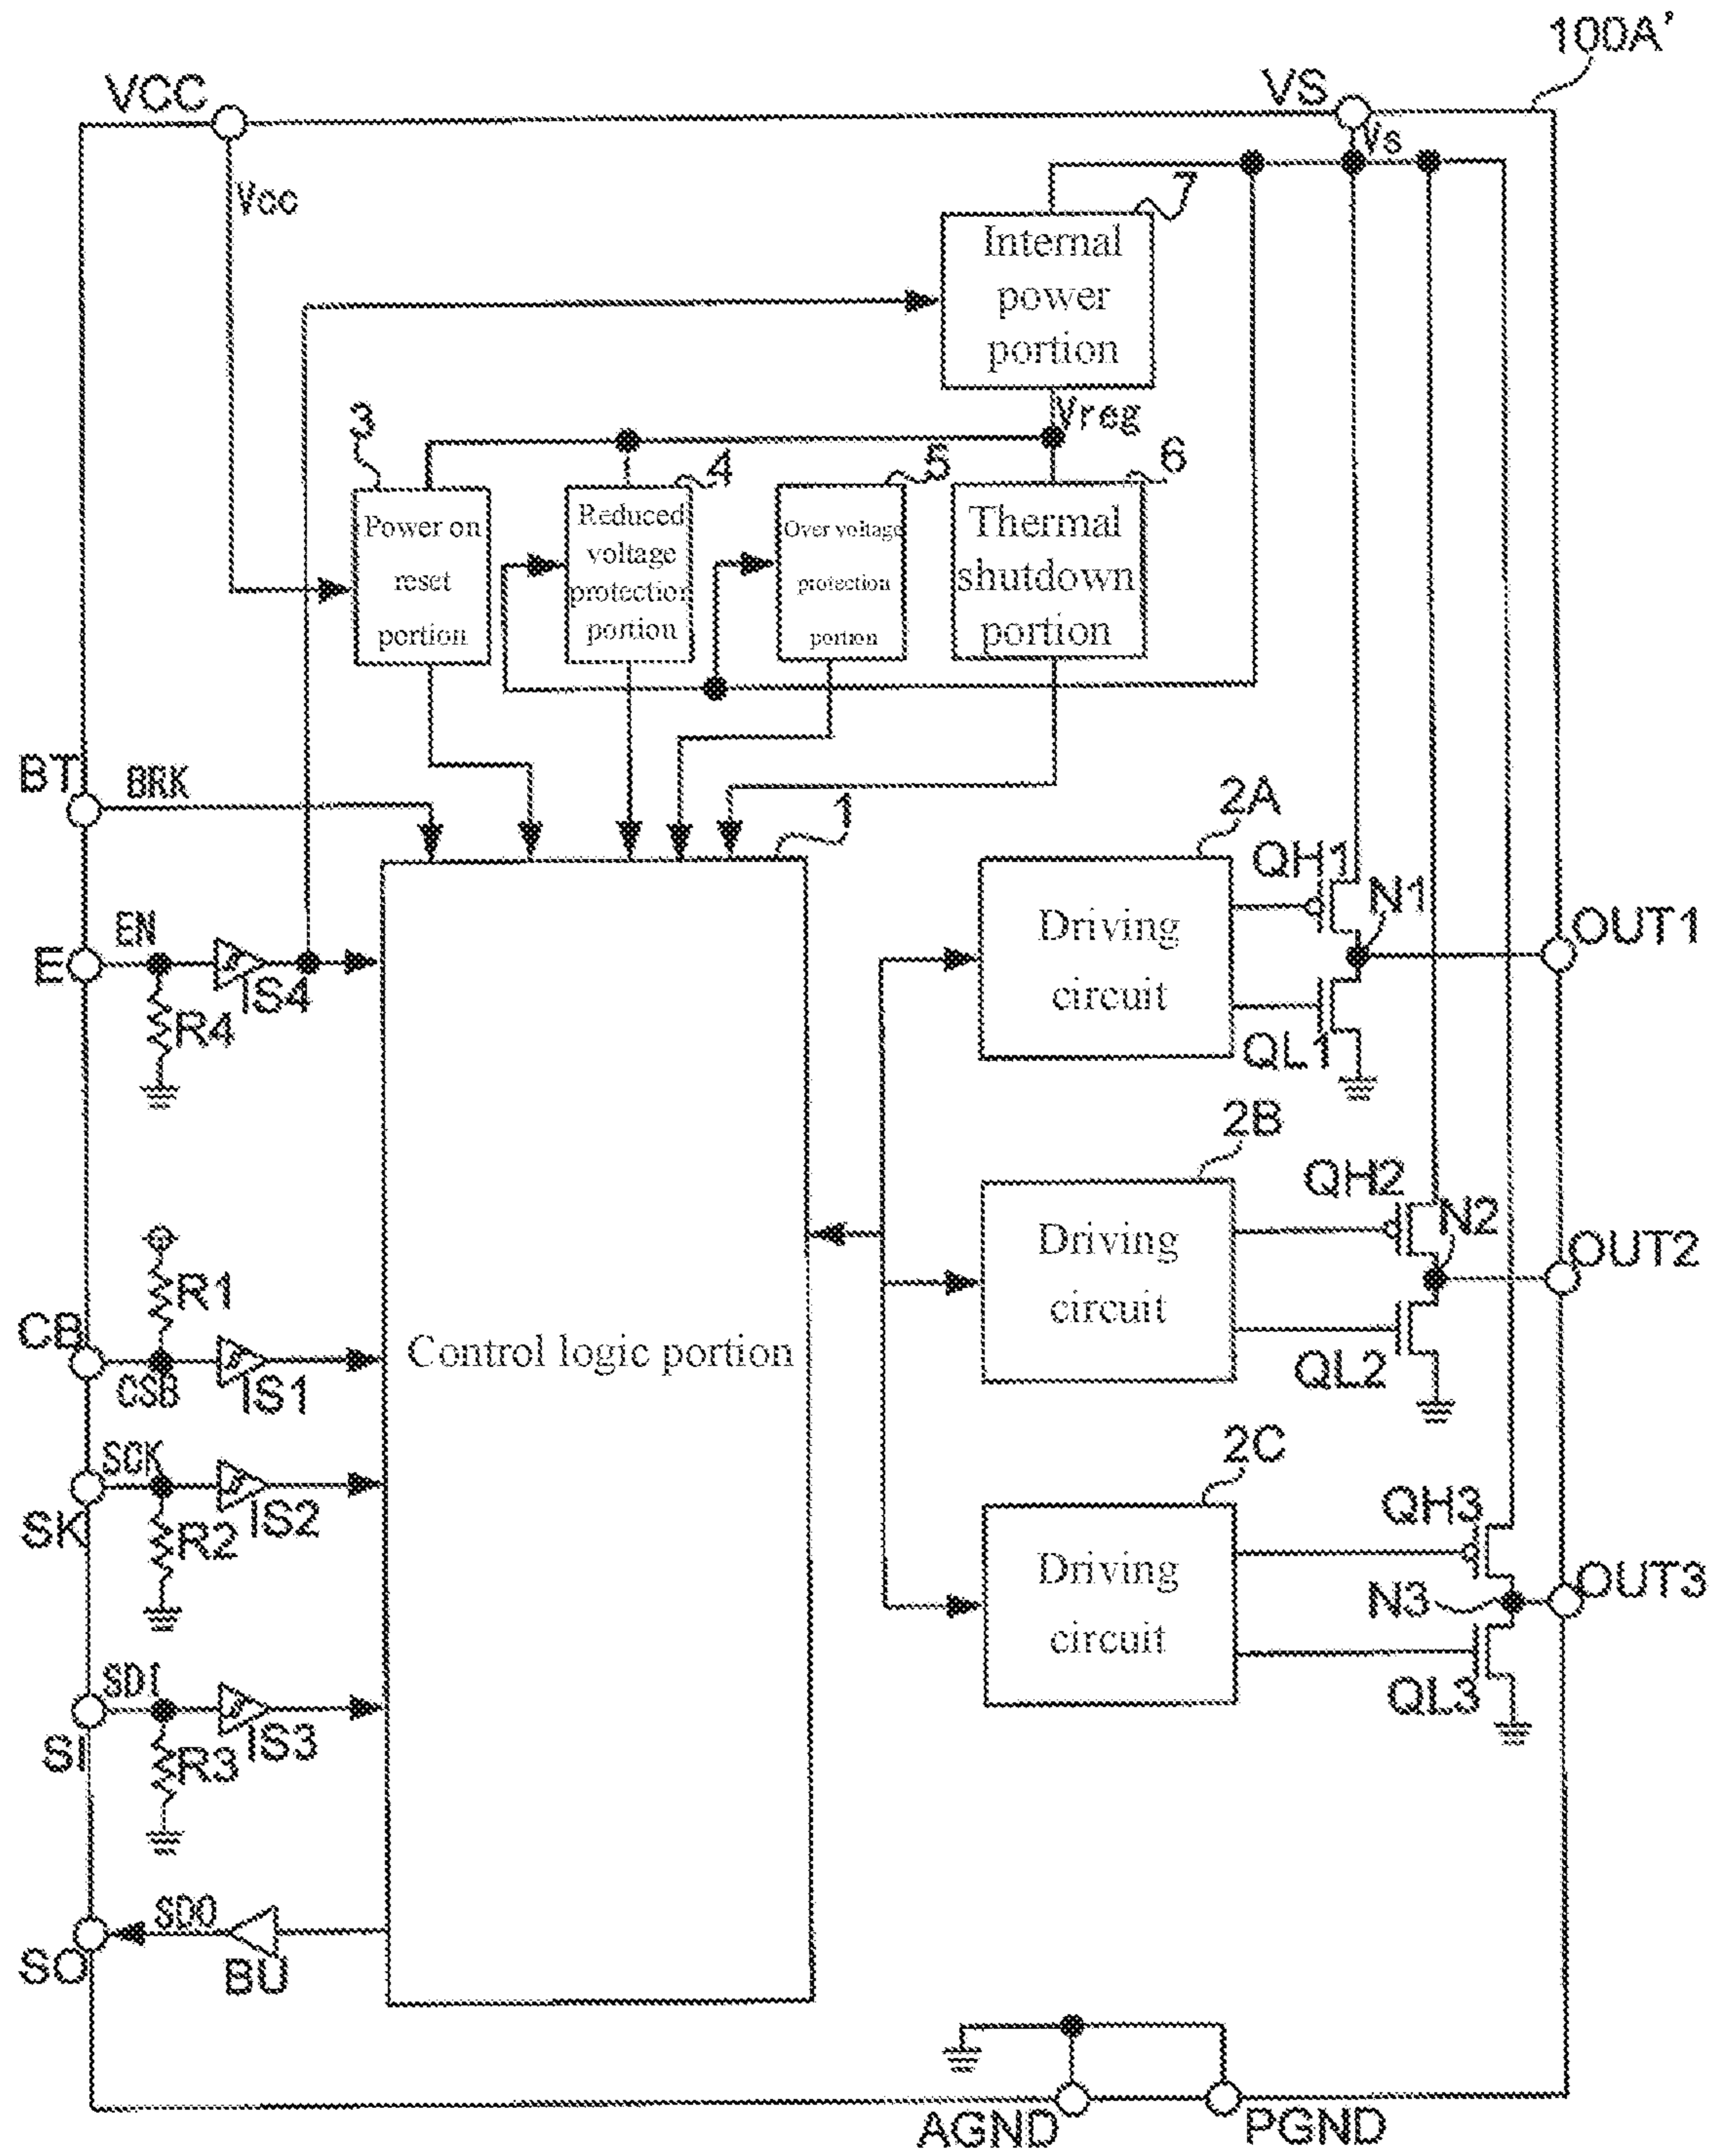 100A'
VCC
VS
Vs
Vcc
7
Internal
power
portion
Vreg
3
4
5
6
Power on
reset
portion
Reduced
voltage
protection
portion
Over voltage
protection
portion
Thermal
shutdown
portion
BT
BRK
1
2A
QH1
N1
Driving
circuit
OUT1
EN
E
IS4
R4
QL1
2B
QH2
N2
Driving
circuit
OUT2
R1
CB
CSB
IS1
Control logic portion
QL2
2C
SCK
SK
IS2
R2
QH3
Driving
circuit
OUT3
N3
SDI
SI
IS3
R3
QL3
SDO
SO
BU
AGND
PGND